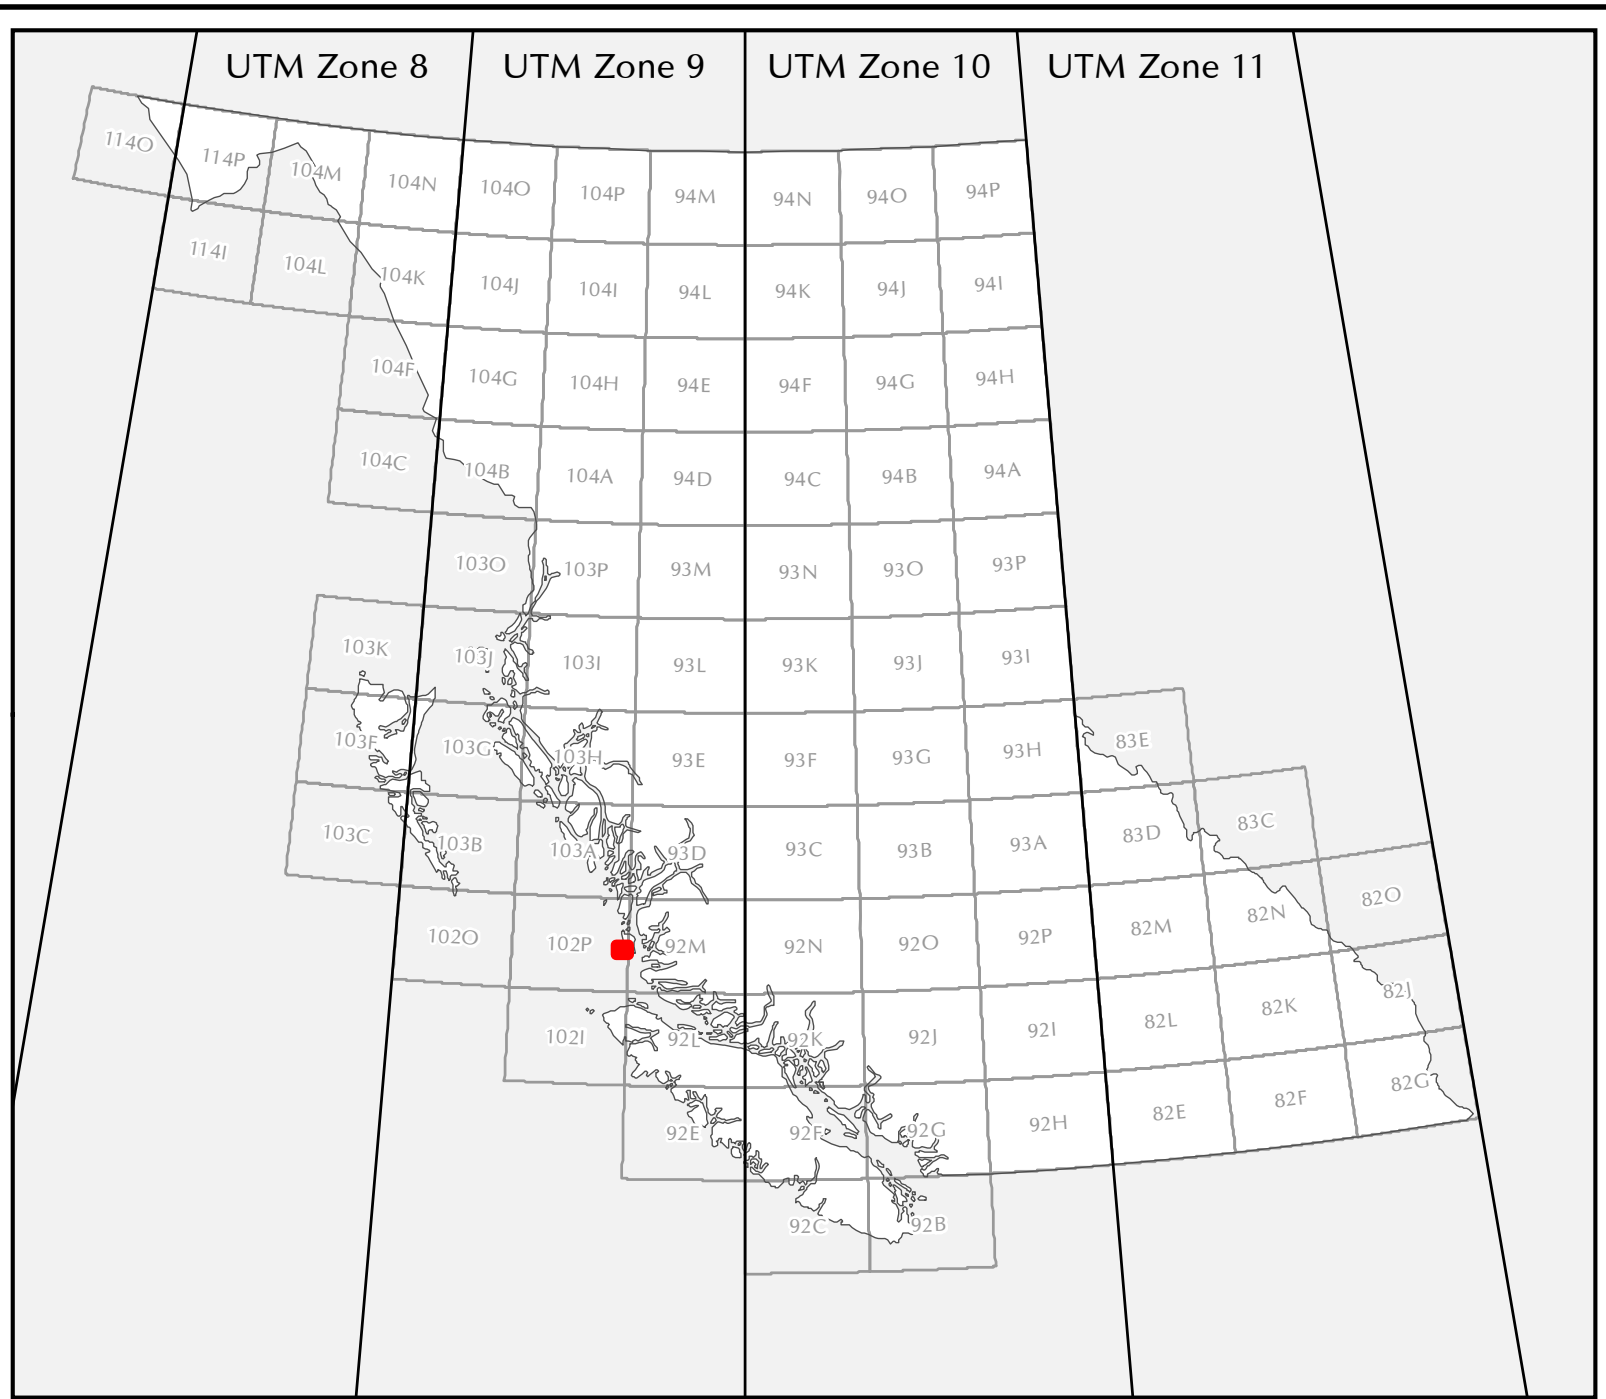 UTM Zone 8 UTM Zone 9 UTM Zone 10 UTM Zone 11
114O 114P 104M 104N 104O 104P 94M 94N 94O 94P
114I 104L 104K 104J 104I 94L 94K 94J 94I
104F 104G 104H 94E 94F 94G 94H
104C 104B 104A 94D 94C 94B 94A
103O 103P 93M 93N 93O 93P
103K 103J 103I 93L 93K 93J 93I
103F 103G 103H 93E 93F 93G 93H 83E
103C 103B 103A 93D 93C 93B 93A 83D 83C
102O 102P 92M 92N 92O 92P 82M 82N 82O
102I 92L 92K 92J 92I 82L 82K 82J
92E 92F 92G 92H 82E 82F 82G
92C 92B